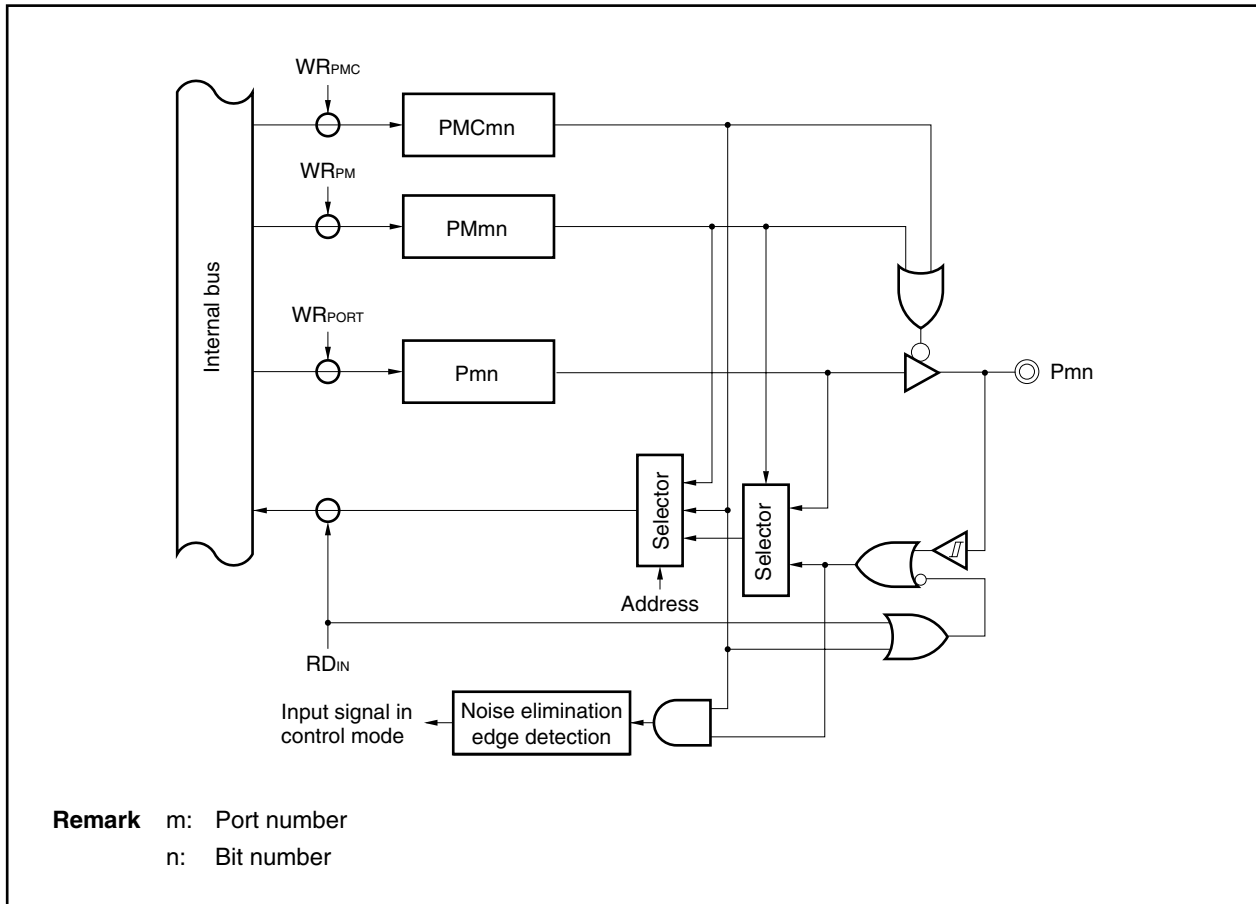 WRPMC
PMCmn
WRPM
PMmn
Internal bus
WRPORT
Pmn
Pmn
Selector
Selector
Address
RDIN
Input signal in
control mode
Noise elimination
edge detection
Remark m: Port number
n: Bit number